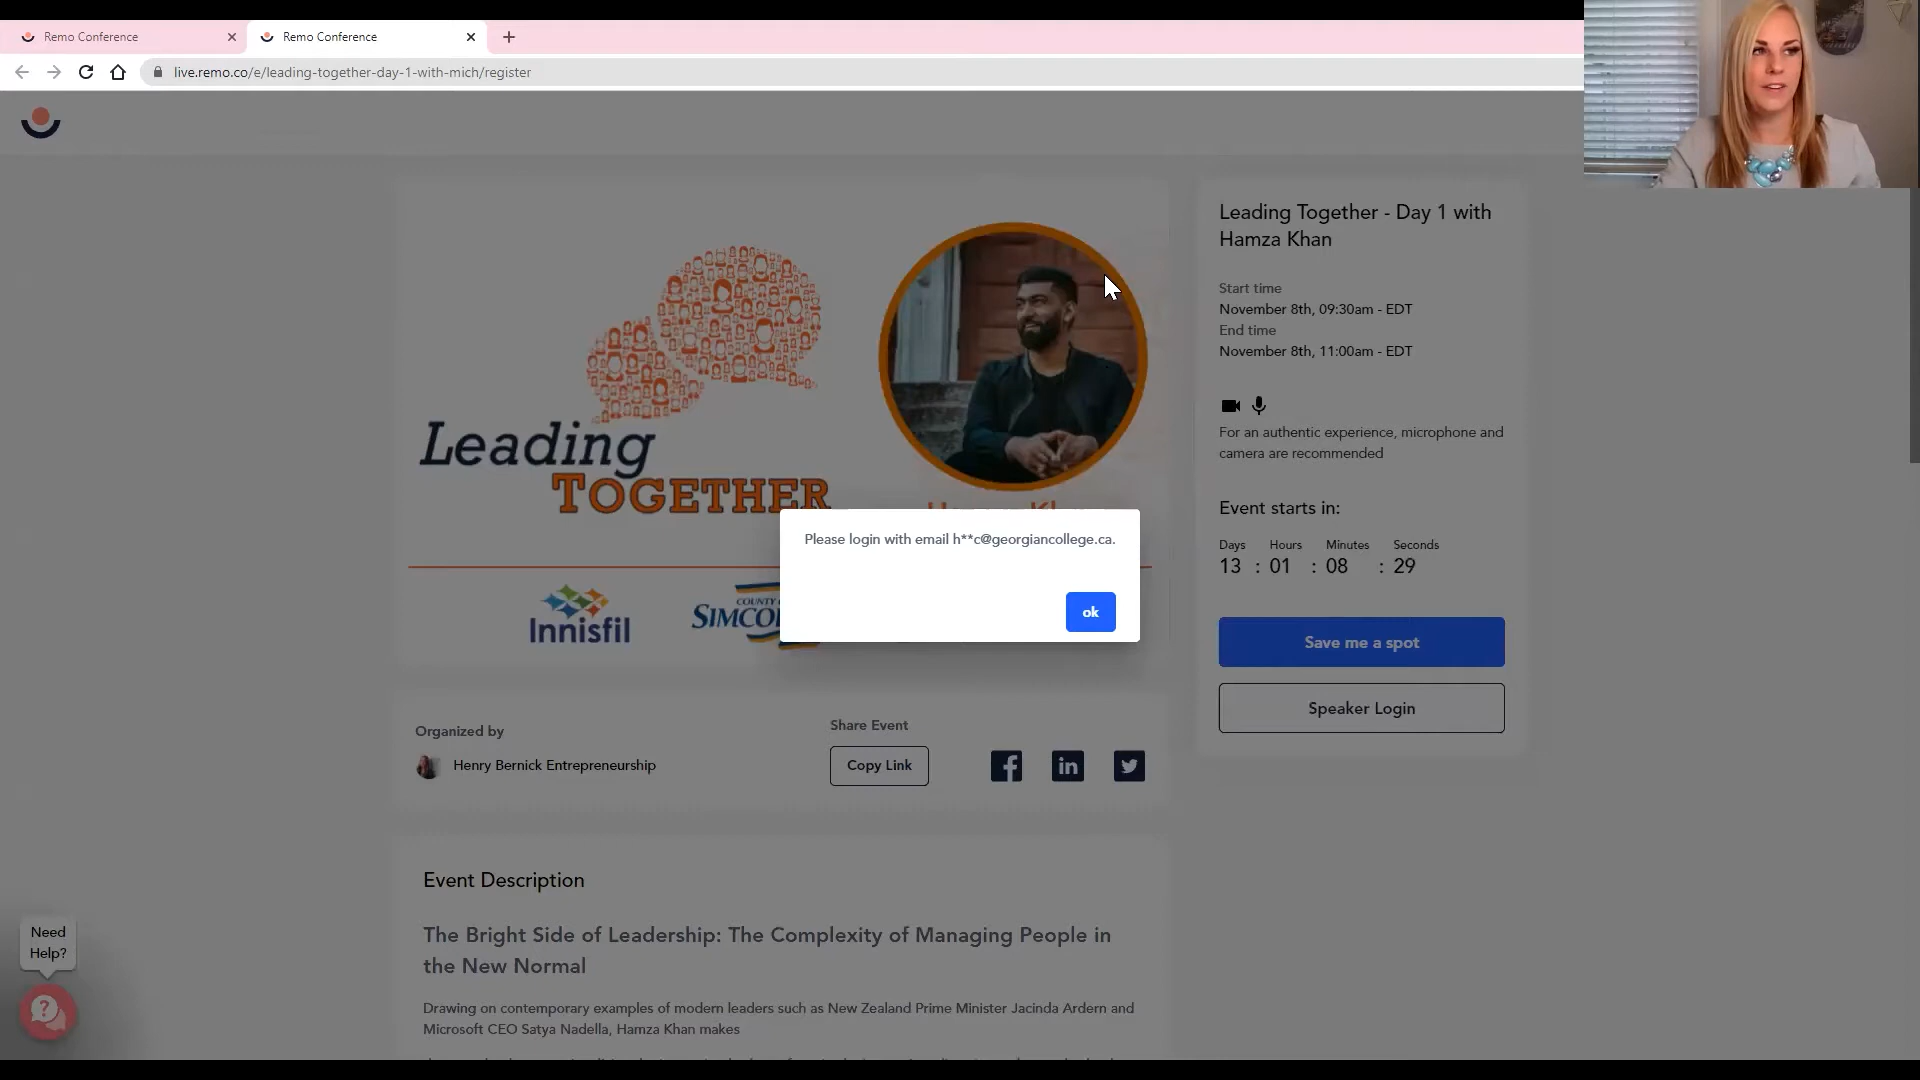 Remo Conference
Remo Conference
live.remo.co/e/leading-together-day-1-with-mich/register
Leading
TOGETHER
Innisfil
COUNTY
Please login with email h**c@georgiancollege.ca.
ok
Organized by
Henry Bernick Entrepreneurship
Share Event
Copy Link
Event Description
The Bright Side of Leadership: The Complexity of Managing People in
the New Normal
Drawing on contemporary examples of modern leaders such as New Zealand Prime Minister Jacinda Ardern and
Microsoft CEO Satya Nadella, Hamza Khan makes
Leading Together - Day 1 with
Hamza Khan
Start time
November 8th, 09:30am - EDT
End time
November 8th, 11:00am - EDT
For an authentic experience, microphone and
camera are recommended
Event starts in:
Days Hours Minutes Seconds
13 : 01 : 08 : 29
Save me a spot
Speaker Login
Need
Help?